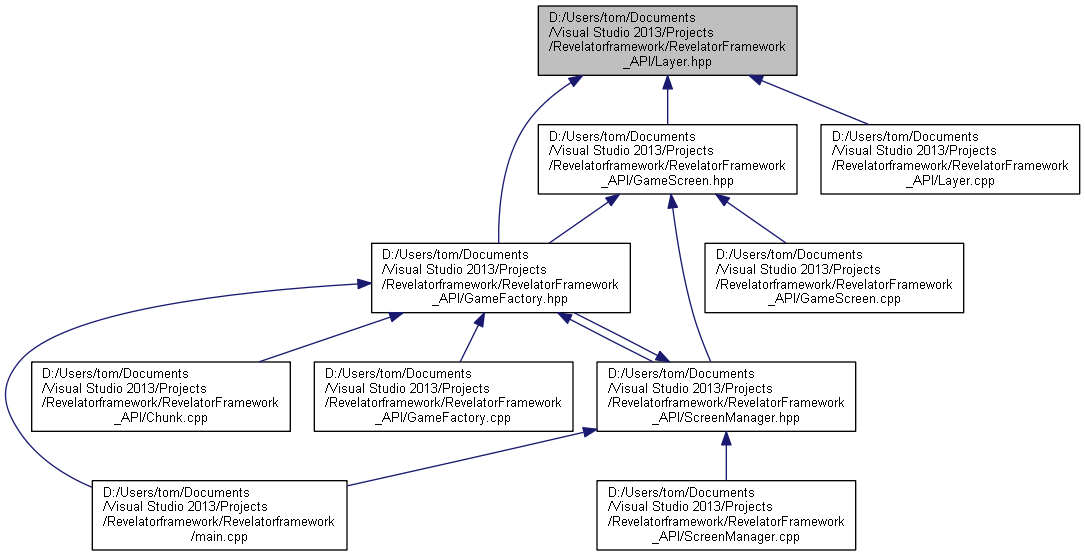 D:/Users/tom/Documents
/Visual Studio 2013/Projects
/Revelatorframework/RevelatorFramework
_API/Layer.hpp
D:/Users/tom/Documents
/Visual Studio 2013/Projects
/Revelatorframework/RevelatorFramework
_API/GameScreen.hpp
D:/Users/tom/Documents
/Visual Studio 2013/Projects
/Revelatorframework/RevelatorFramework
_API/Layer.cpp
D:/Users/tom/Documents
/Visual Studio 2013/Projects
/Revelatorframework/RevelatorFramework
_API/GameFactory.hpp
D:/Users/tom/Documents
/Visual Studio 2013/Projects
/Revelatorframework/RevelatorFramework
_API/GameScreen.cpp
D:/Users/tom/Documents
/Visual Studio 2013/Projects
/Revelatorframework/RevelatorFramework
_API/Chunk.cpp
D:/Users/tom/Documents
/Visual Studio 2013/Projects
/Revelatorframework/RevelatorFramework
_API/GameFactory.cpp
D:/Users/tom/Documents
/Visual Studio 2013/Projects
/Revelatorframework/RevelatorFramework
_API/ScreenManager.hpp
D:/Users/tom/Documents
/Visual Studio 2013/Projects
/Revelatorframework/Revelatorframework
/main.cpp
D:/Users/tom/Documents
/Visual Studio 2013/Projects
/Revelatorframework/RevelatorFramework
_API/ScreenManager.cpp